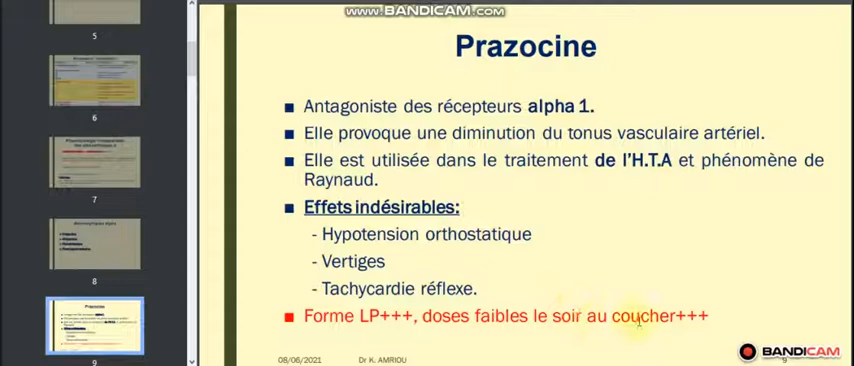 www.BANDICAM.com
5
6
7
8
Prazocine
9
Prazocine
■ Antagoniste des récepteurs alpha 1.
■ Elle provoque une diminution du tonus vasculaire artériel.
■ Elle est utilisée dans le traitement de l'H.T.A et phénomène de
Raynaud.
■ Effets indésirables:
- Hypotension orthostatique
- Vertiges
- Tachycardie réflexe.
■ Forme LP+++, doses faibles le soir au coucher+++
08/06/2021 Dr K. AMRIOU 9
BANDICAM